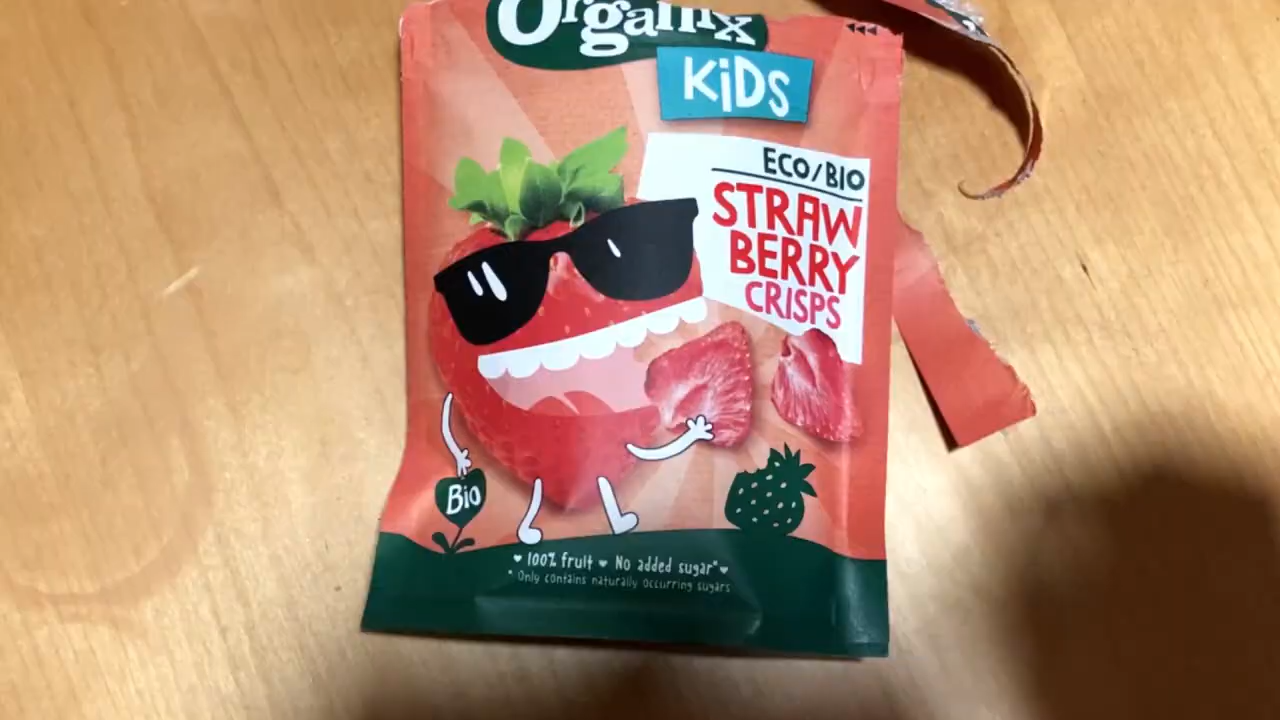 Organix
KiDS
ECO/BIO
STRAW
BERRY
CRISPS
Bio
100% fruit No added sugar*
* Only contains naturally occurring sugars